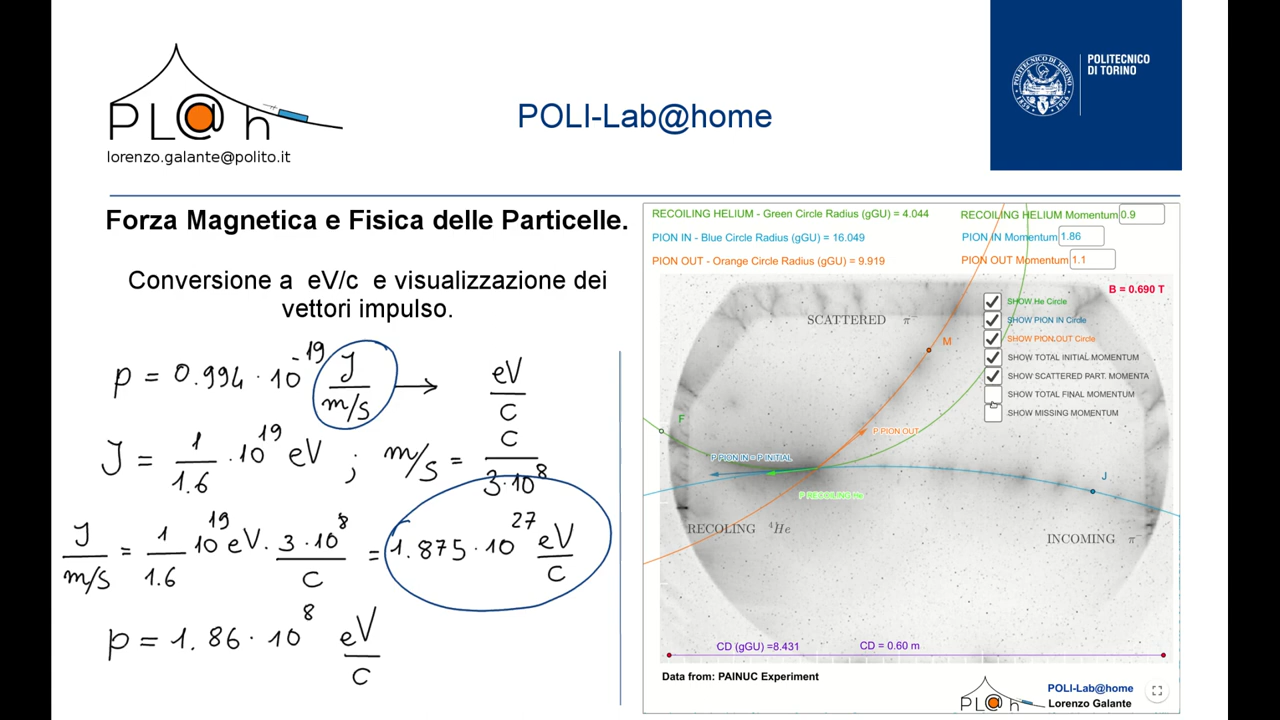 PL@h
lorenzo.galante@polito.it
POLI-Lab@home
POLITECNICO
DI TORINO
Forza Magnetica e Fisica delle Particelle.
Conversione a eV/c e visualizzazione dei
vettori impulso.
p = 0.994 · 10^-19 J/(m/s) → eV/c
J = 1/1.6 · 10^19 eV ; m/s = c/(3·10^8)
J/(m/s) = 1/1.6 10^19 eV · 3·10^8/c = 1.875 · 10^27 eV/c
p = 1.86 · 10^8 eV/c
RECOILING HELIUM - Green Circle Radius (gGU) = 4.044
RECOILING HELIUM Momentum 0.9
PION IN - Blue Circle Radius (gGU) = 16.049
PION IN Momentum 1.86
PION OUT - Orange Circle Radius (gGU) = 9.919
PION OUT Momentum 1.1
B = 0.690 T
SHOW He Circle
SHOW PION IN Circle
SHOW PION OUT Circle
SHOW TOTAL INITIAL MOMENTUM
SHOW SCATTERED PART. MOMENTA
SHOW TOTAL FINAL MOMENTUM
SHOW MISSING MOMENTUM
SCATTERED π⁻
M
F
P PION OUT
P PION IN = P INITIAL
J
P RECOILING He
RECOLING ⁴He
INCOMING π⁻
CD (gGU) =8.431
CD = 0.60 m
Data from: PAINUC Experiment
PL@h
POLI-Lab@home
Lorenzo Galante